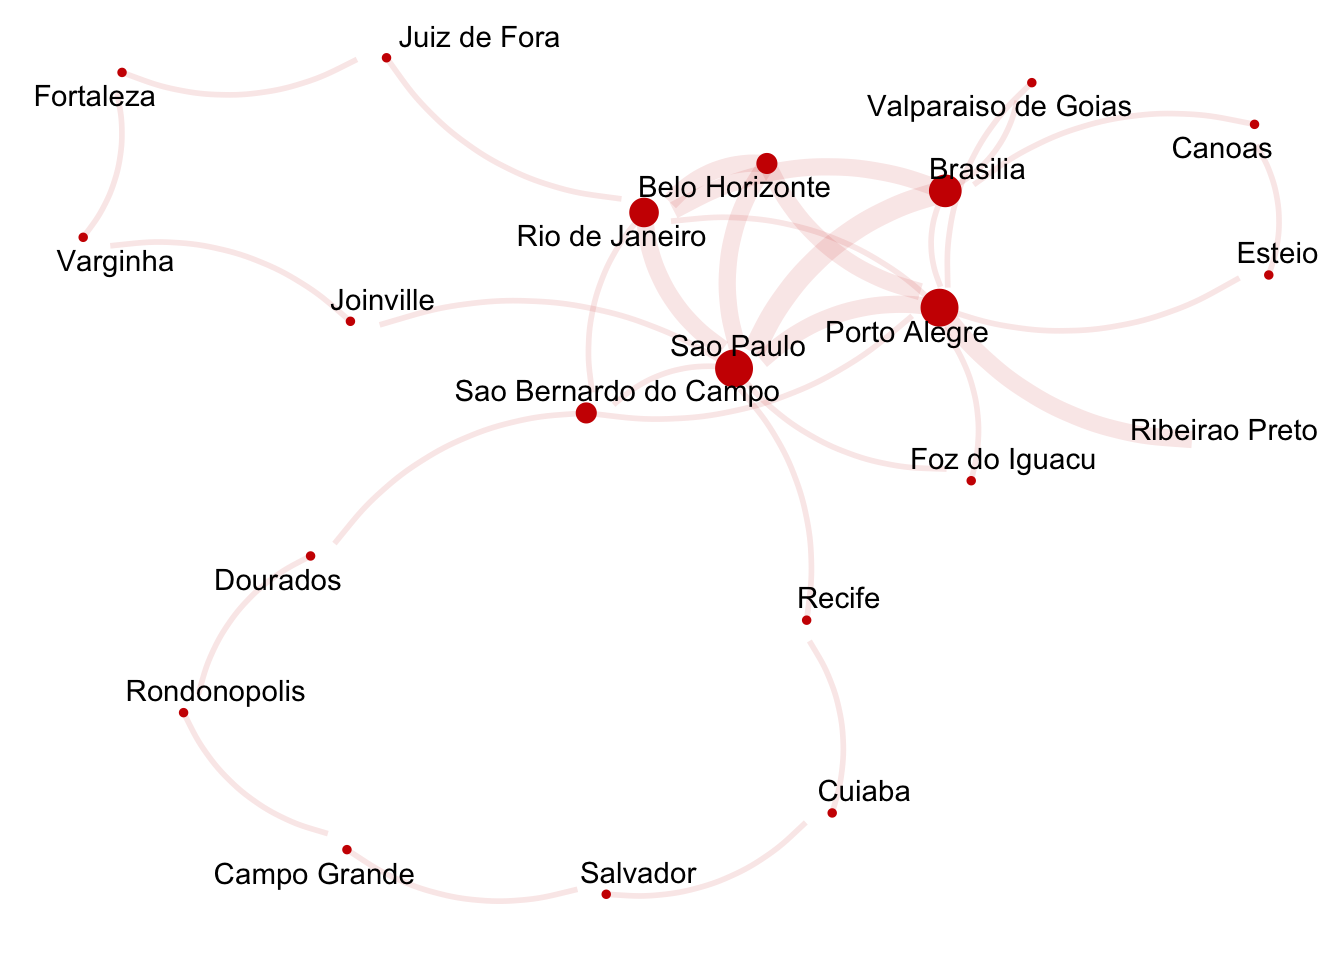 Juiz de Fora
Fortaleza
Valparaiso de Goias
Canoas
Brasilia
Belo Horizonte
Rio de Janeiro
Esteio
Varginha
Joinville
Porto Alegre
Sao Paulo
Sao Bernardo do Campo
Ribeirao Preto
Foz do Iguacu
Dourados
Recife
Rondonopolis
Cuiaba
Campo Grande
Salvador